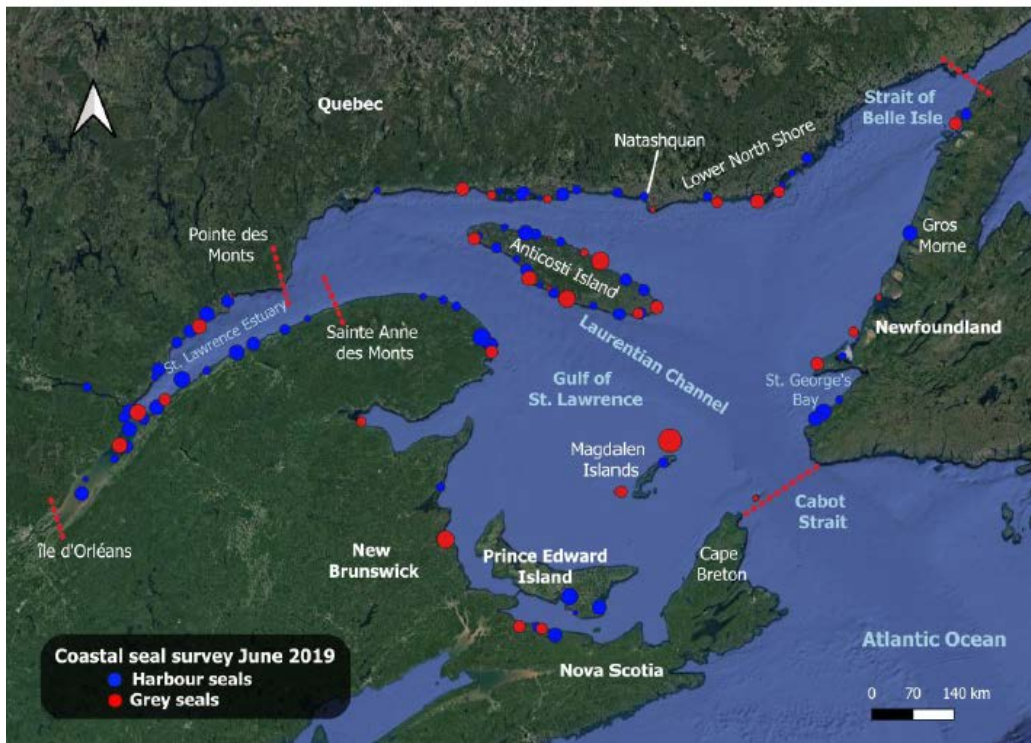 Quebec
Strait of
Belle Isle
Natashquan
Lower North Shore
Pointe des
Monts
Gros
Morne
Anticosti Island
St. Lawrence Estuary
Sainte Anne
des Monts
Laurentian Channel
Newfoundland
St. George's
Bay
Gulf of
St. Lawrence
Magdalen
Islands
Cabot
Strait
île d'Orléans
New
Brunswick
Prince Edward
Island
Cape
Breton
Atlantic Ocean
Nova Scotia
Coastal seal survey June 2019
Harbour seals
Grey seals
0 70 140 km